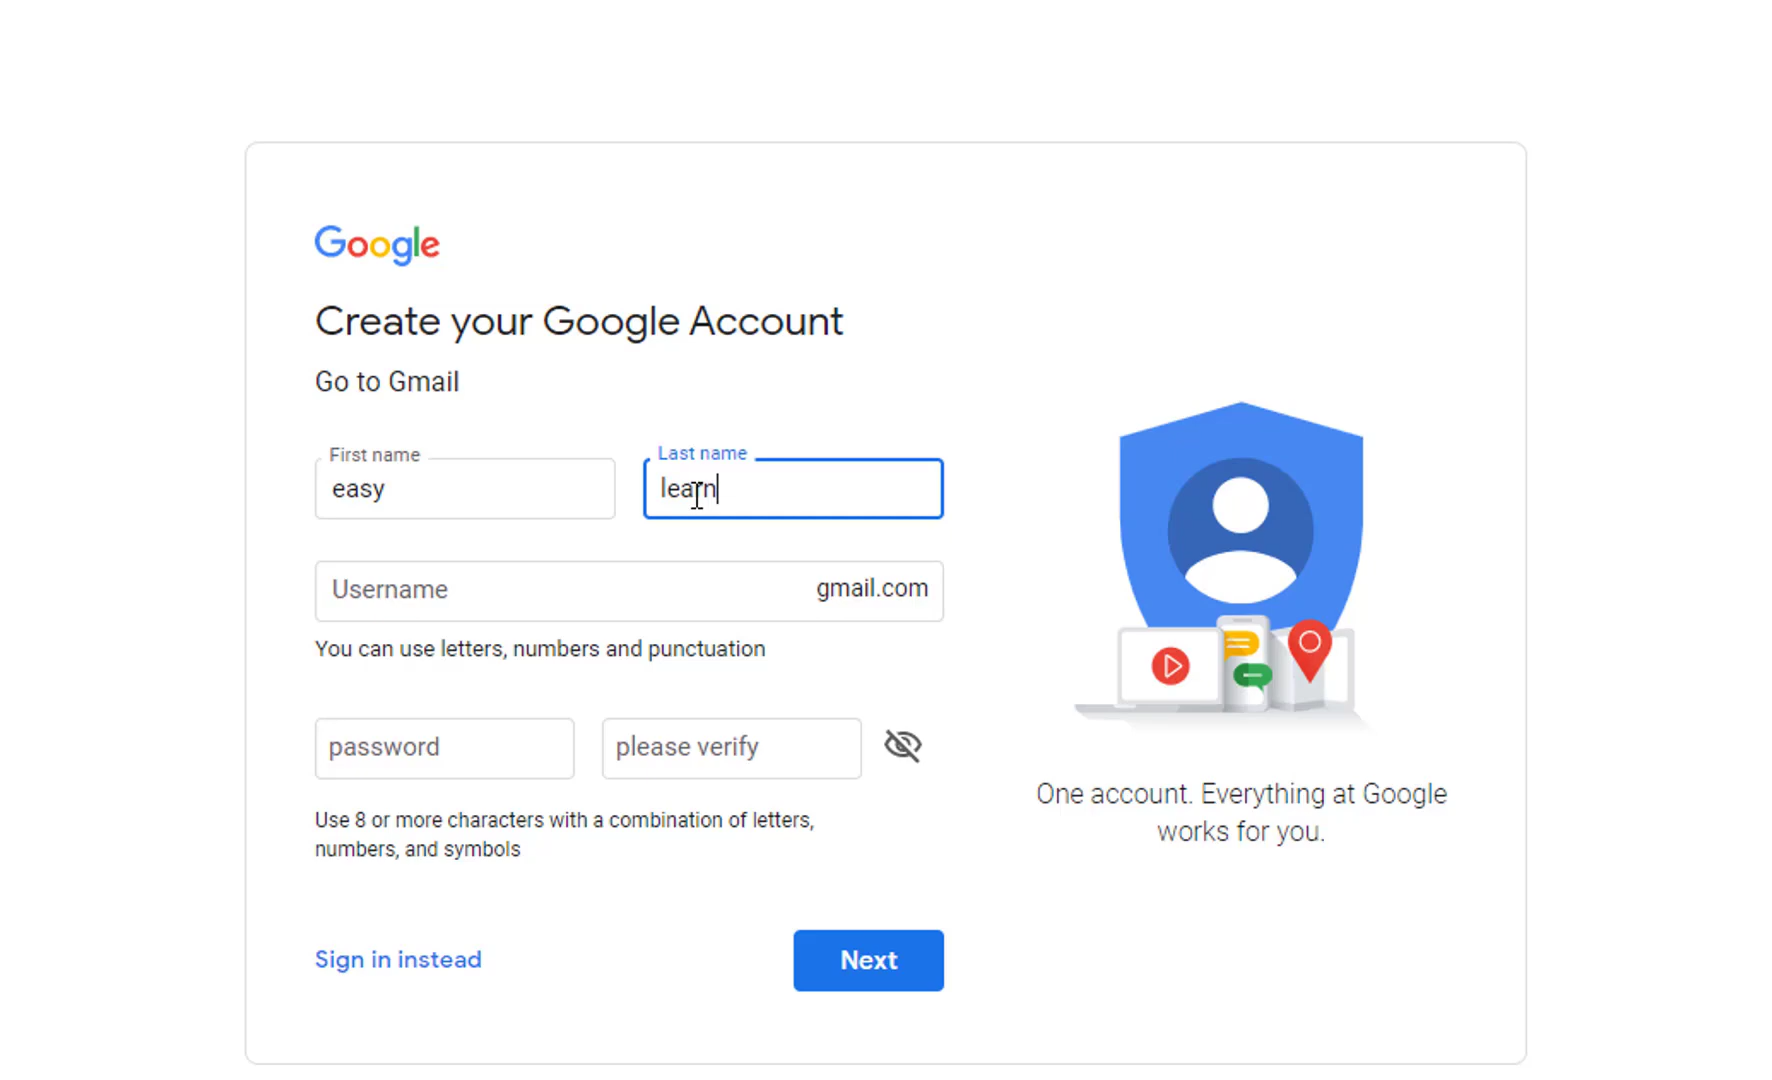 Google
Create your Google Account
Go to Gmail
First name
easy
Last name
learn
Username
gmail.com
You can use letters, numbers and punctuation
password
please verify
Use 8 or more characters with a combination of letters,
numbers, and symbols
Sign in instead
Next
One account. Everything at Google
works for you.